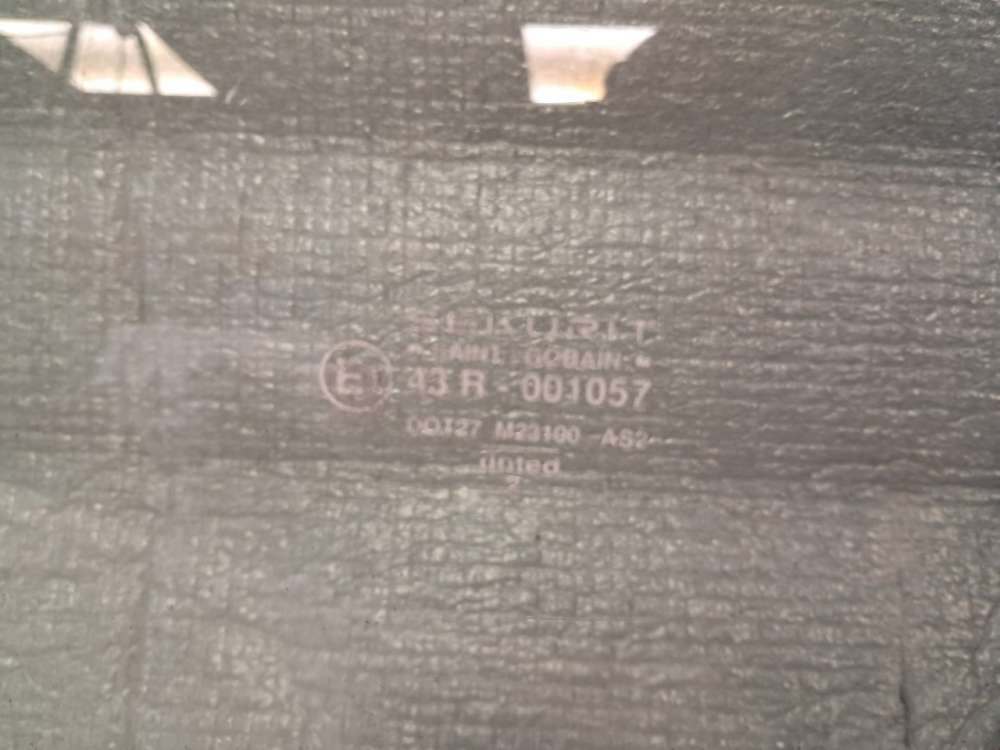 SEKURIT
SAINT-GOBAIN
E 43 R - 001057
DOT27 M23100 AS2
tinted